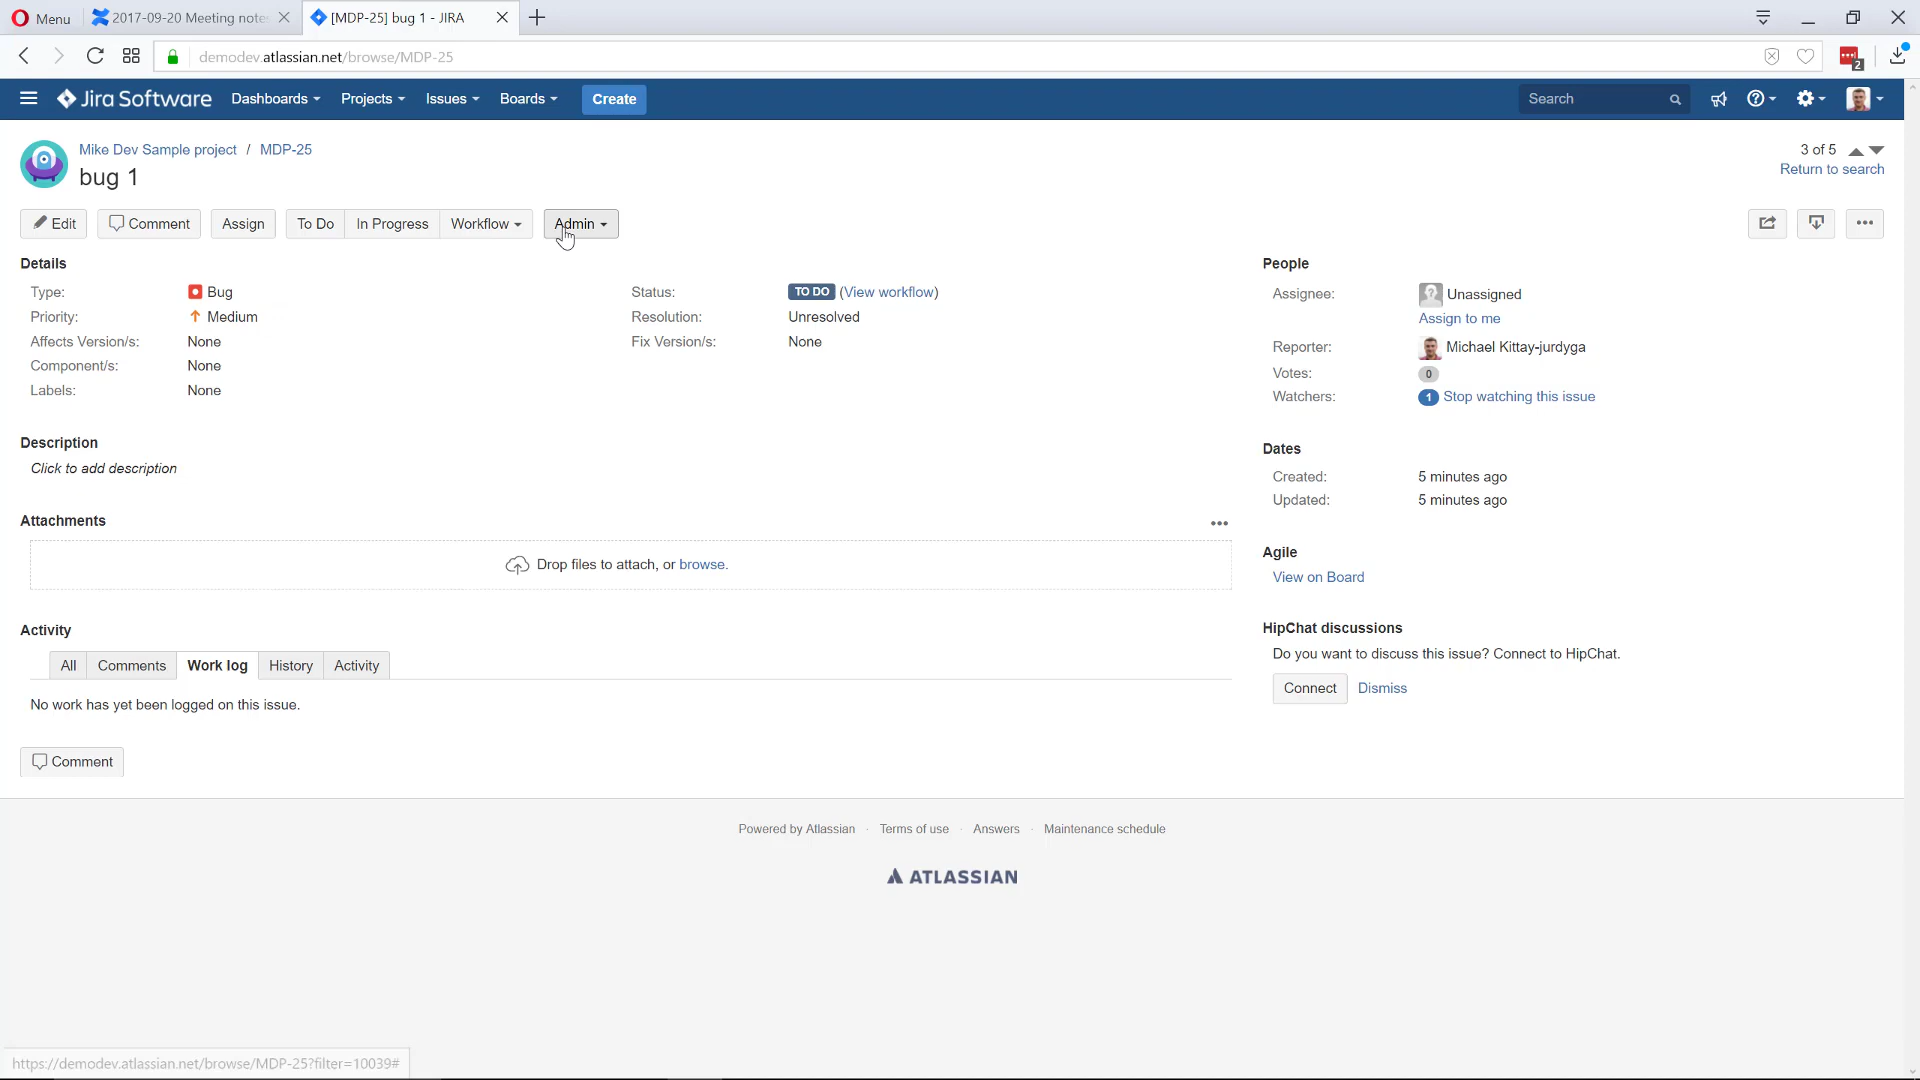 Menu
2017-09-20 Meeting note
[MDP-25] bug 1 - JIRA
demodev.atlassian.net/browse/MDP-25
2
Jira Software Dashboards Projects Issues Boards Create Search
Mike Dev Sample project / MDP-25
bug 1
3 of 5
Return to search
Edit Comment Assign To Do In Progress Workflow Admin
Details
Type: Bug
Priority: Medium
Affects Version/s: None
Component/s: None
Labels: None
Status: TO DO (View workflow)
Resolution: Unresolved
Fix Version/s: None
Description
Click to add description
Attachments
Drop files to attach, or browse.
Activity
All Comments Work log History Activity
No work has yet been logged on this issue.
Comment
People
Assignee: Unassigned
Assign to me
Reporter: Michael Kittay-jurdyga
Votes: 0
Watchers: 1 Stop watching this issue
Dates
Created: 5 minutes ago
Updated: 5 minutes ago
Agile
View on Board
HipChat discussions
Do you want to discuss this issue? Connect to HipChat.
Connect Dismiss
Powered by Atlassian · Terms of use · Answers · Maintenance schedule
ATLASSIAN
https://demodev.atlassian.net/browse/MDP-25?filter=10039#